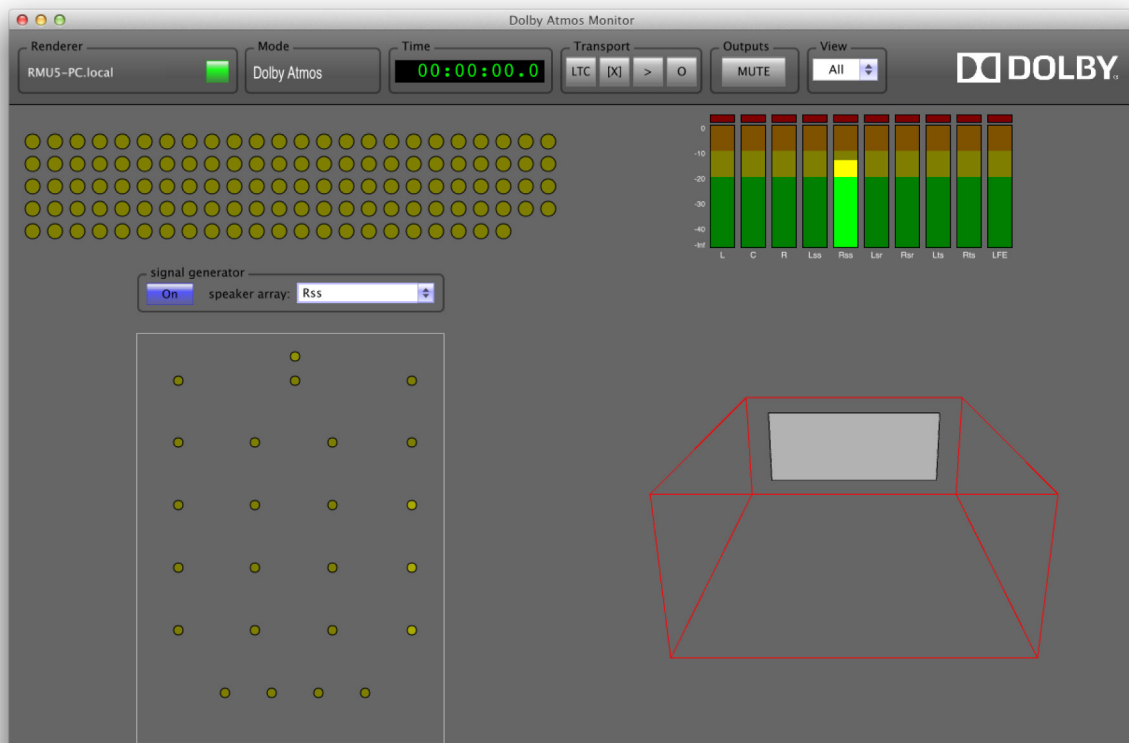 Dolby Atmos Monitor
Renderer
RMU5-PC.local
Mode
Dolby Atmos
Time
00:00:00.0
Transport
LTC [X] > O
Outputs
MUTE
View
All
DOLBY
signal generator
On speaker array: Rss
0
-10
-20
-30
-40
-Inf
L C R Lss Rss Lsr Rsr Lts Rts LFE